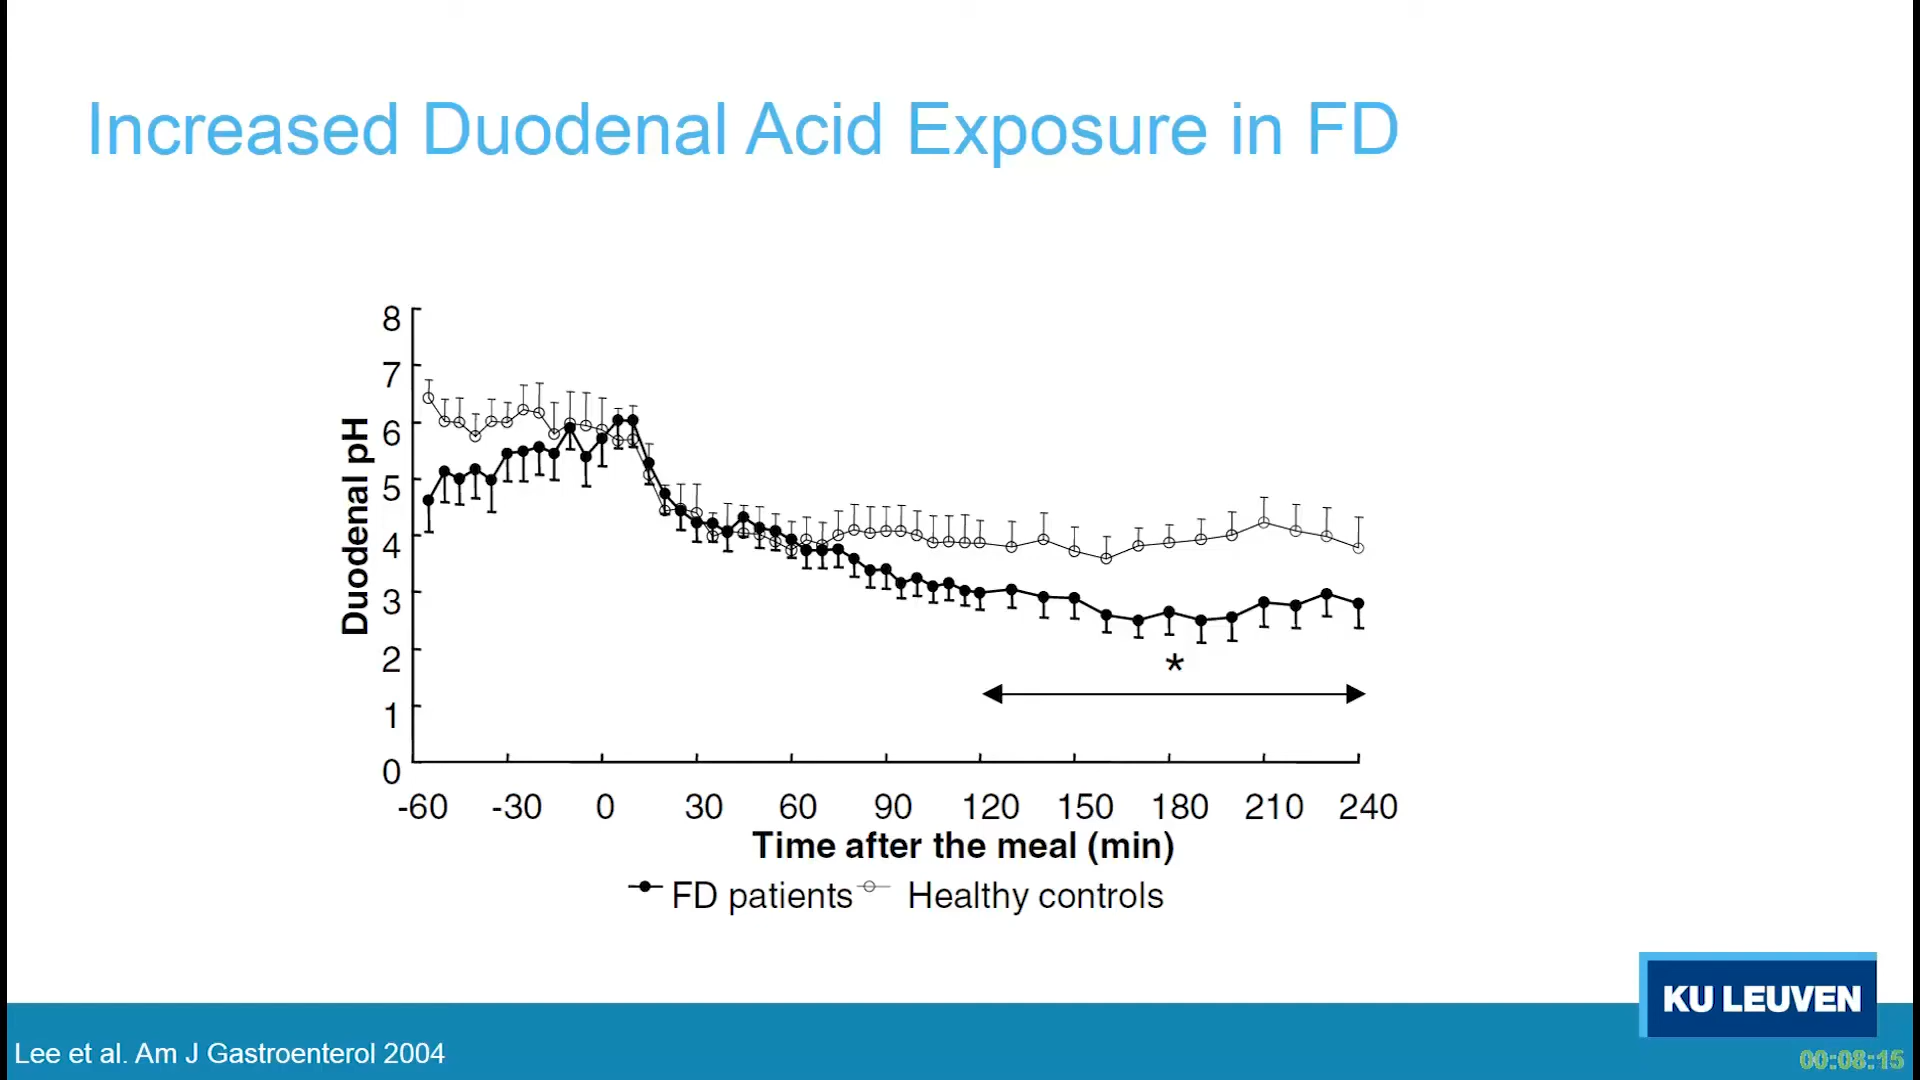 Increased Duodenal Acid Exposure in FD
8
7
6
5
4
3
2
1
0
Duodenal pH
*
-60 -30 0 30 60 90 120 150 180 210 240
Time after the meal (min)
FD patients Healthy controls
KU LEUVEN
Lee et al. Am J Gastroenterol 2004
00:08:15